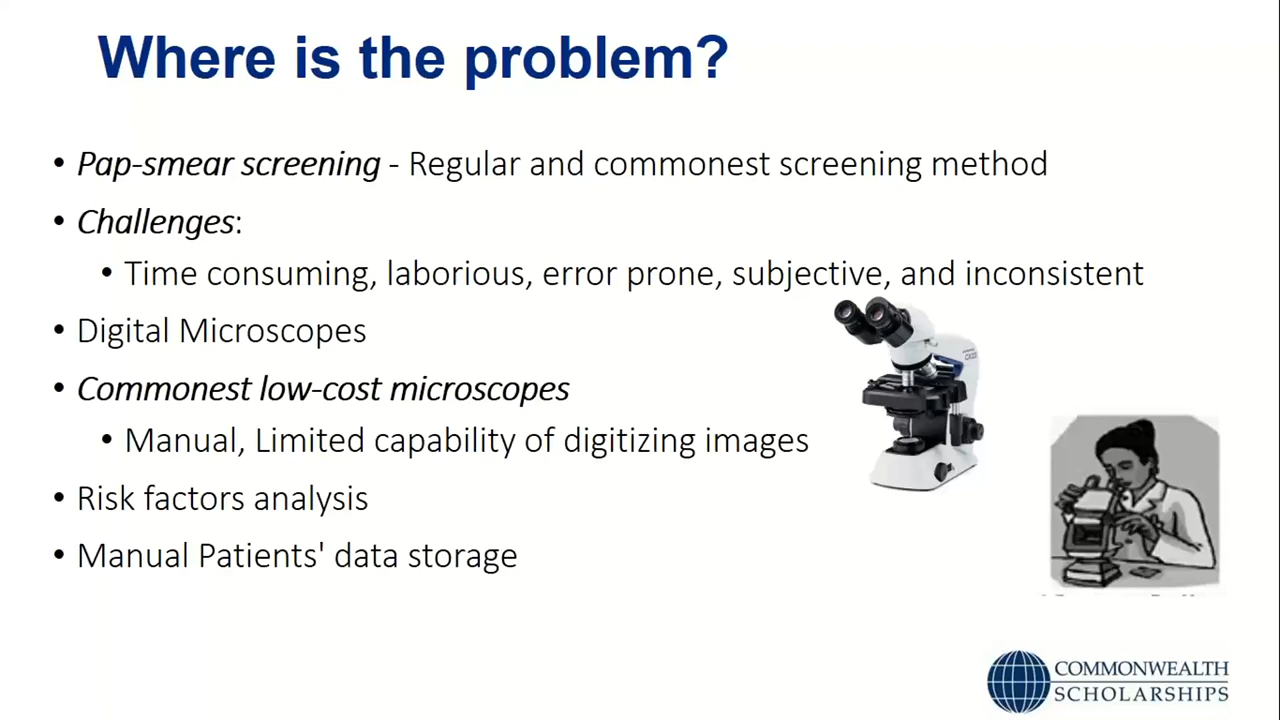 Where is the problem?
• Pap-smear screening - Regular and commonest screening method
• Challenges:
• Time consuming, laborious, error prone, subjective, and inconsistent
• Digital Microscopes
• Commonest low-cost microscopes
• Manual, Limited capability of digitizing images
• Risk factors analysis
• Manual Patients' data storage
COMMONWEALTH
SCHOLARSHIPS